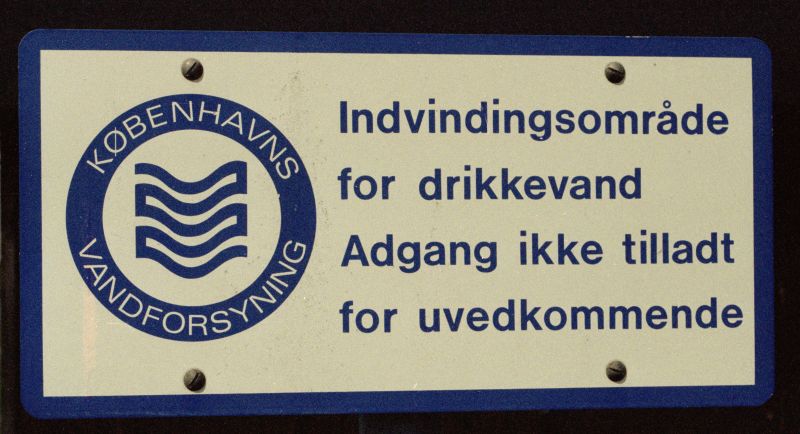 KØBENHAVNS
VANDFORSYNING
Indvindingsområde
for drikkevand
Adgang ikke tilladt
for uvedkommende